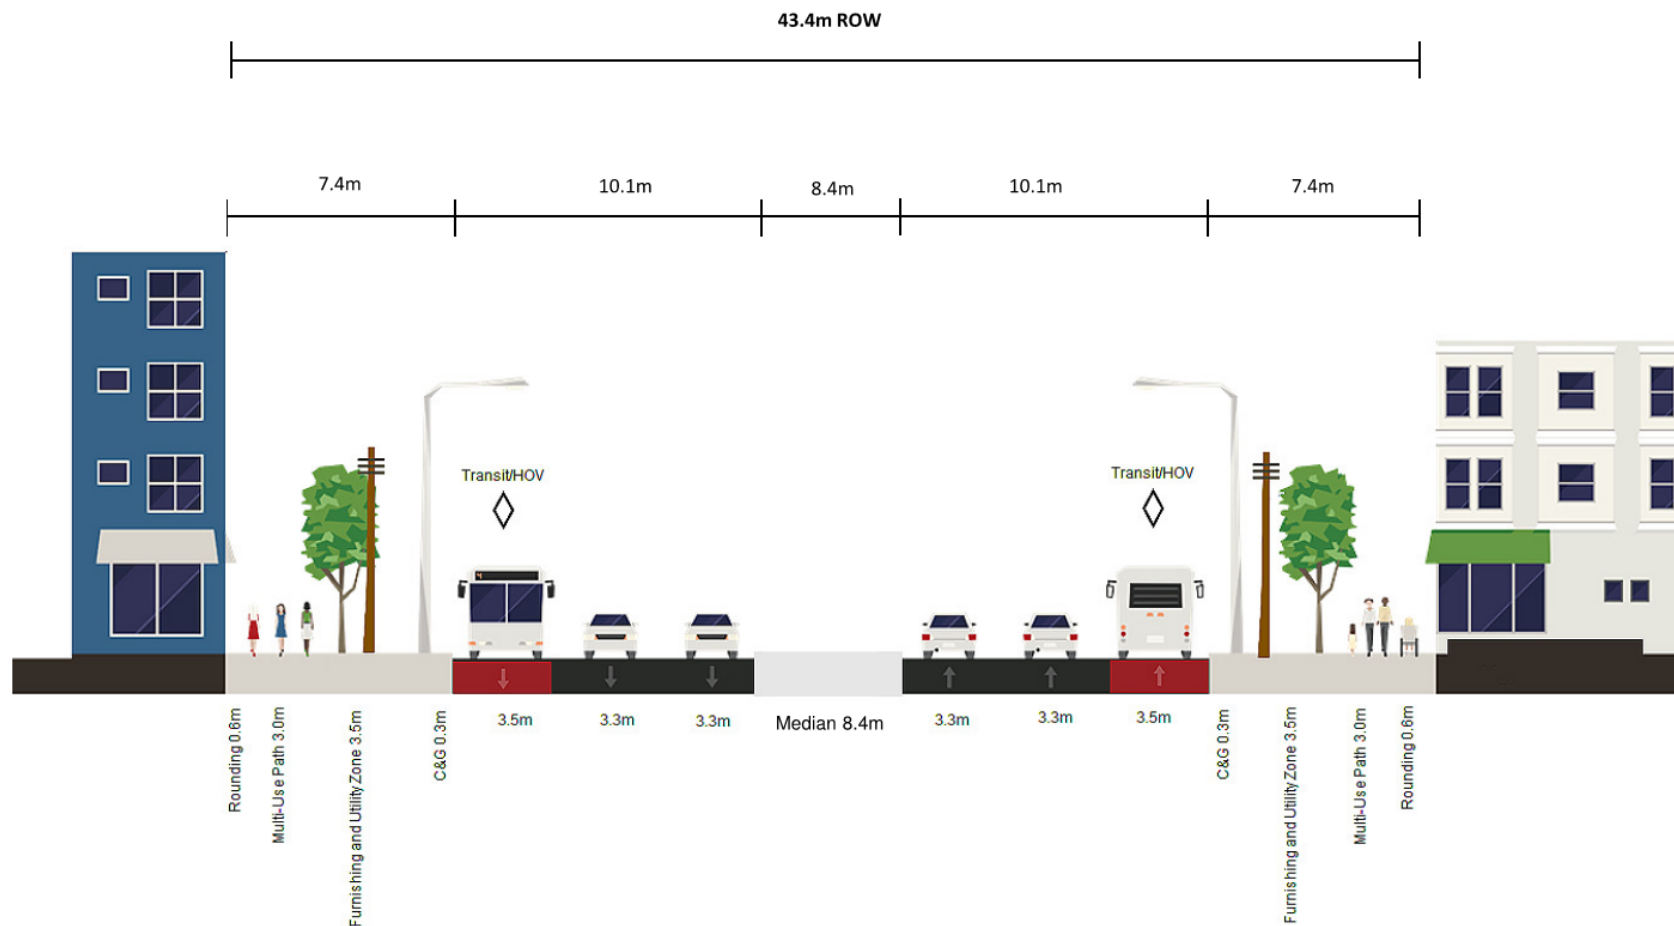 43.4m ROW
7.4m
10.1m
8.4m
10.1m
7.4m
Transit/HOV
Transit/HOV
4
Rounding 0.6m
Multi-Use Path 3.0m
Furnishing and Utility Zone 3.5m
C&G 0.3m
3.5m
3.3m
3.3m
Median 8.4m
3.3m
3.3m
3.5m
C&G 0.3m
Furnishing and Utility Zone 3.5m
Multi-Use Path 3.0m
Rounding 0.6m